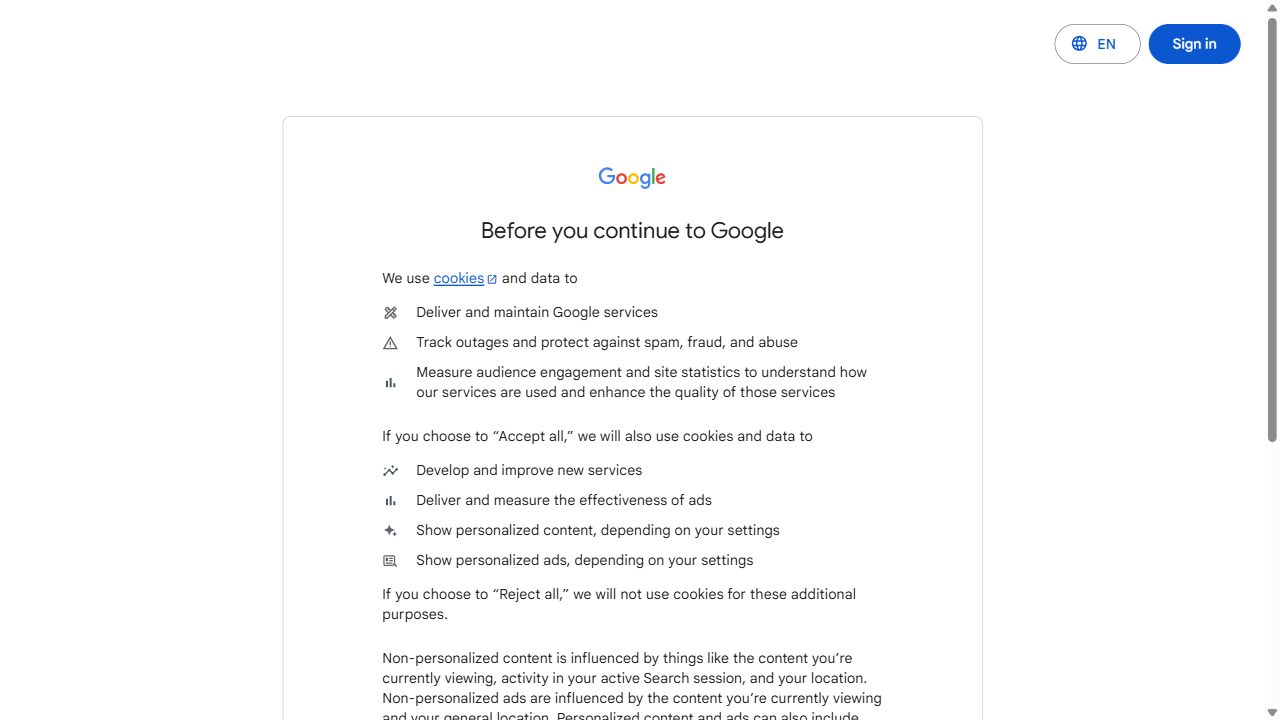 EN
Sign in
Google
Before you continue to Google
We use cookies and data to
Deliver and maintain Google services
Track outages and protect against spam, fraud, and abuse
Measure audience engagement and site statistics to understand how
our services are used and enhance the quality of those services
If you choose to “Accept all,” we will also use cookies and data to
Develop and improve new services
Deliver and measure the effectiveness of ads
Show personalized content, depending on your settings
Show personalized ads, depending on your settings
If you choose to “Reject all,” we will not use cookies for these additional
purposes.
Non-personalized content is influenced by things like the content you’re
currently viewing, activity in your active Search session, and your location.
Non-personalized ads are influenced by the content you’re currently viewing
and your general location. Personalized content and ads can also include